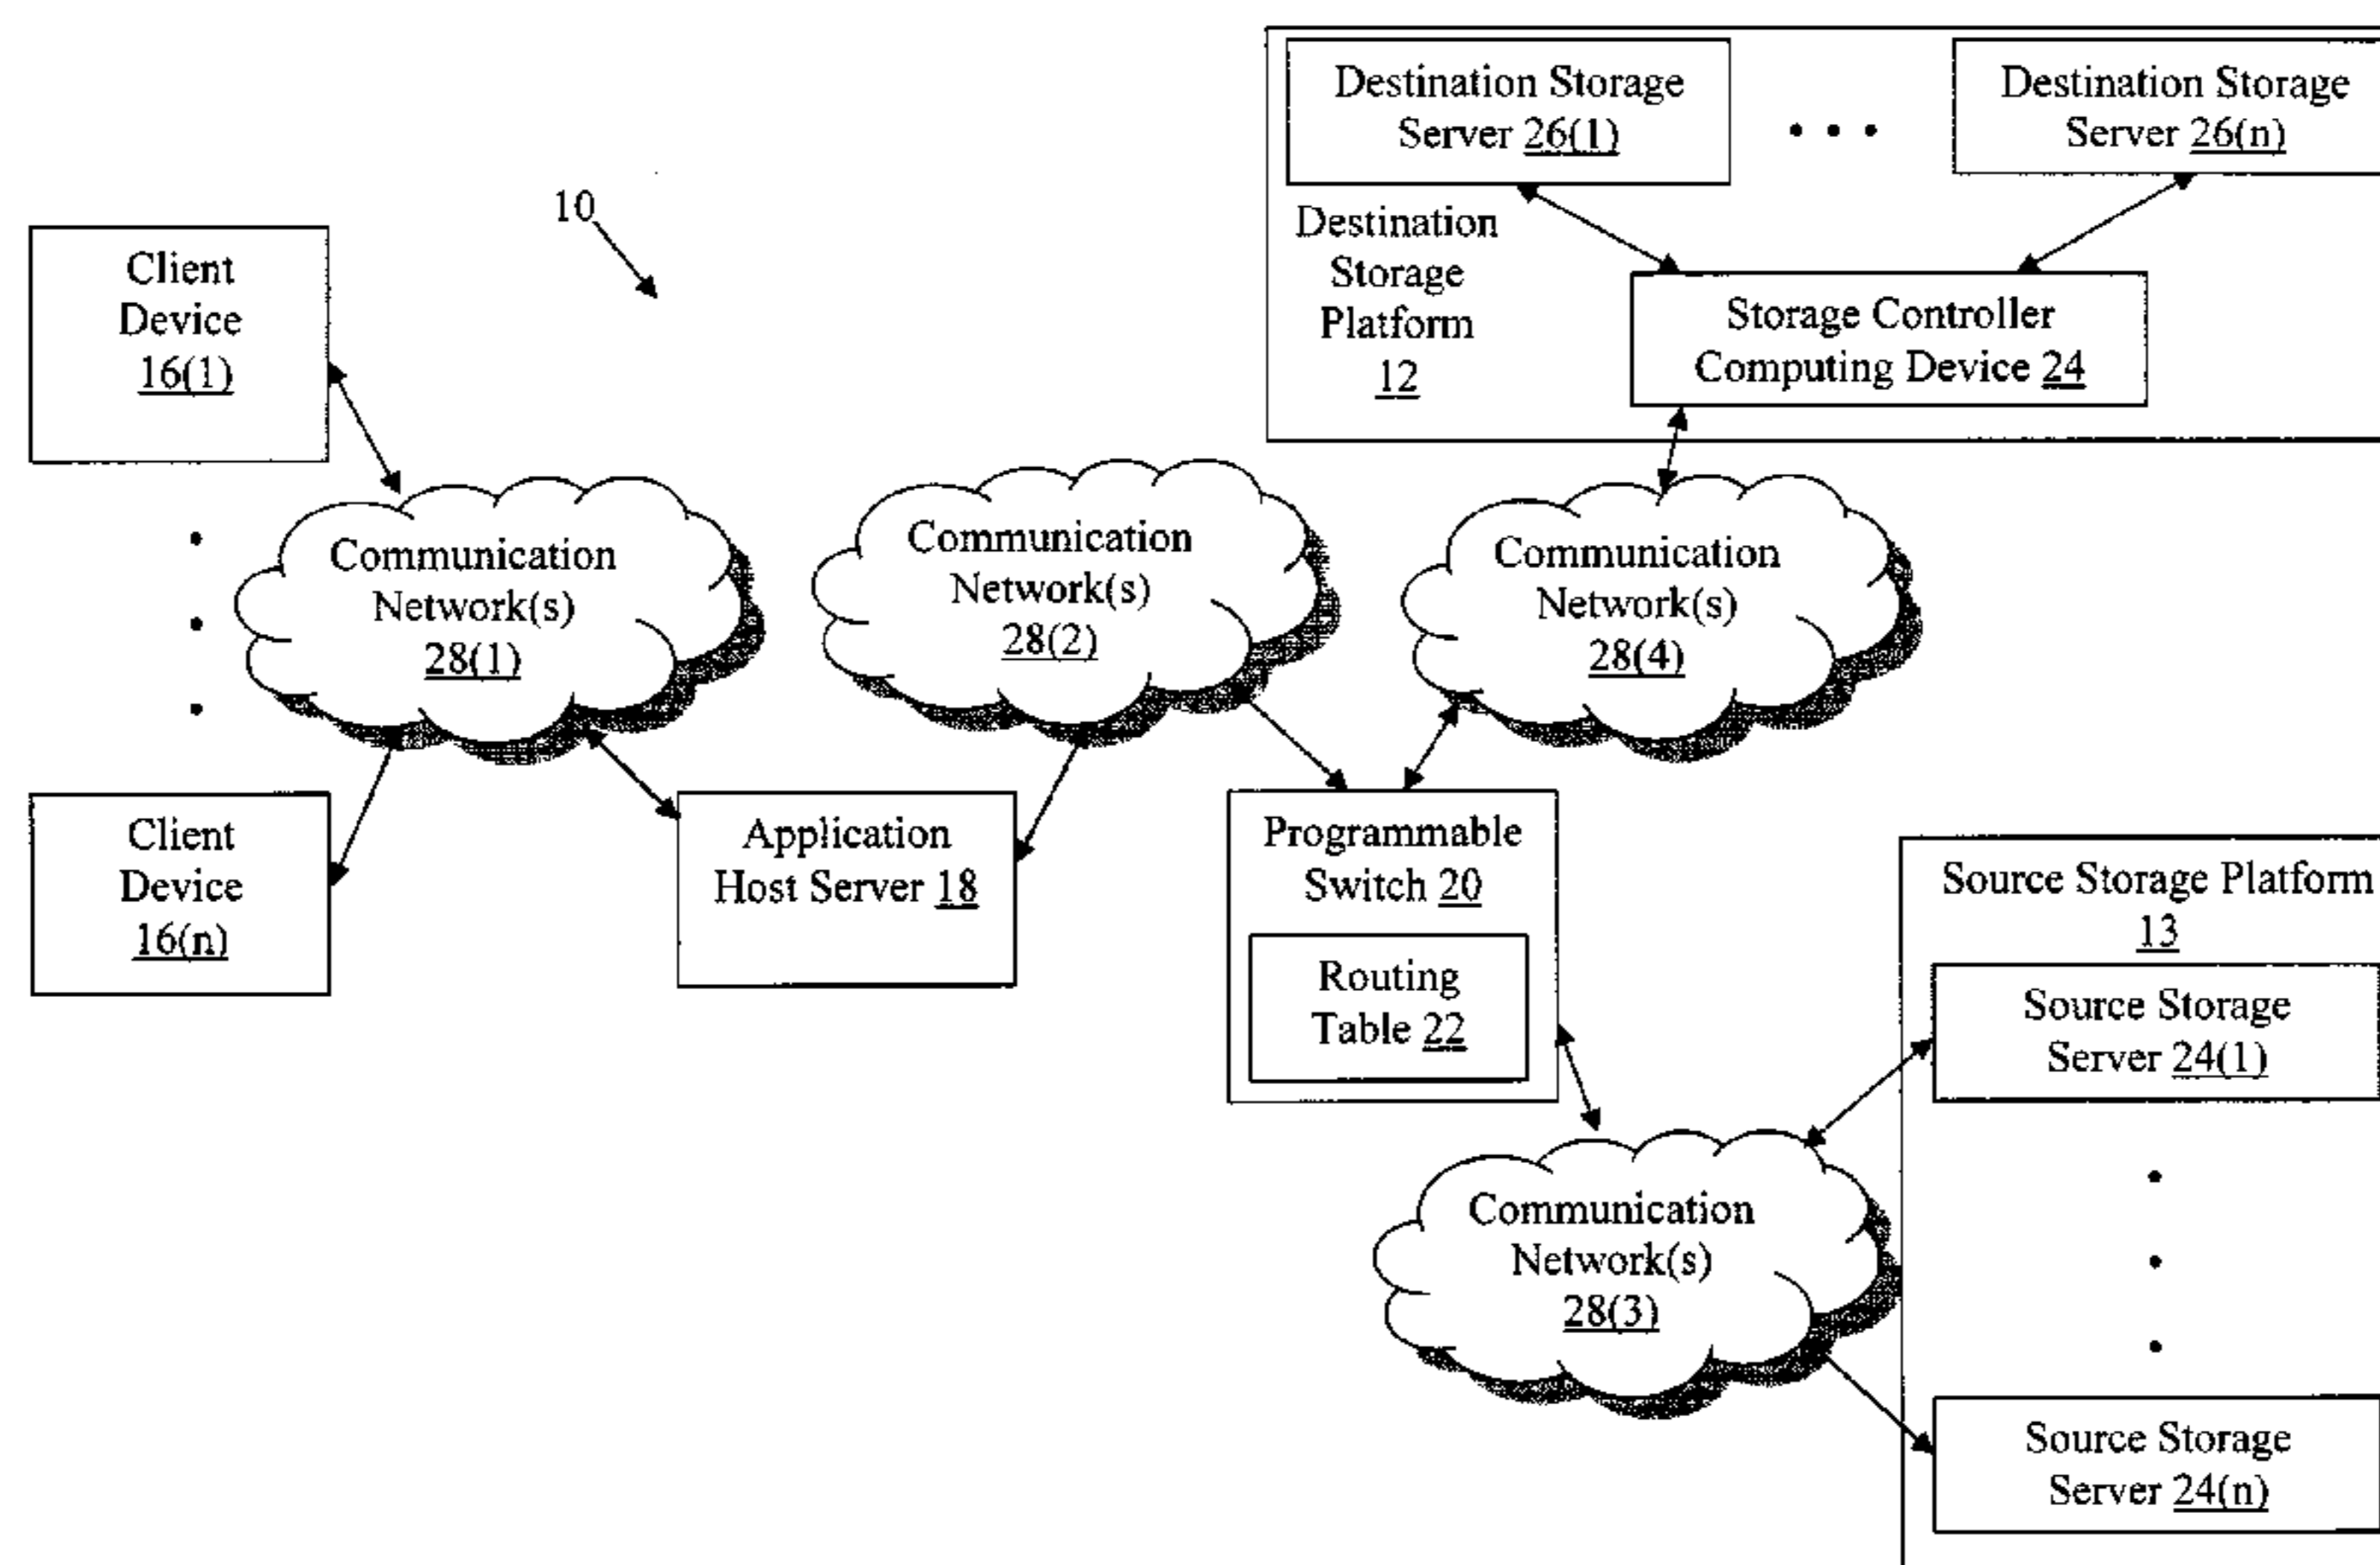 Destination Storage
Server 26(1)
Destination Storage
Server 26(n)
10
Destination
Storage
Platform
12
Storage Controller
Computing Device 24
Client
Device
16(1)
Communication
Network(s)
28(1)
Communication
Network(s)
28(2)
Communication
Network(s)
28(4)
Client
Device
16(n)
Application
Host Server 18
Programmable
Switch 20
Routing
Table 22
Source Storage Platform
13
Source Storage
Server 24(1)
Communication
Network(s)
28(3)
Source Storage
Server 24(n)